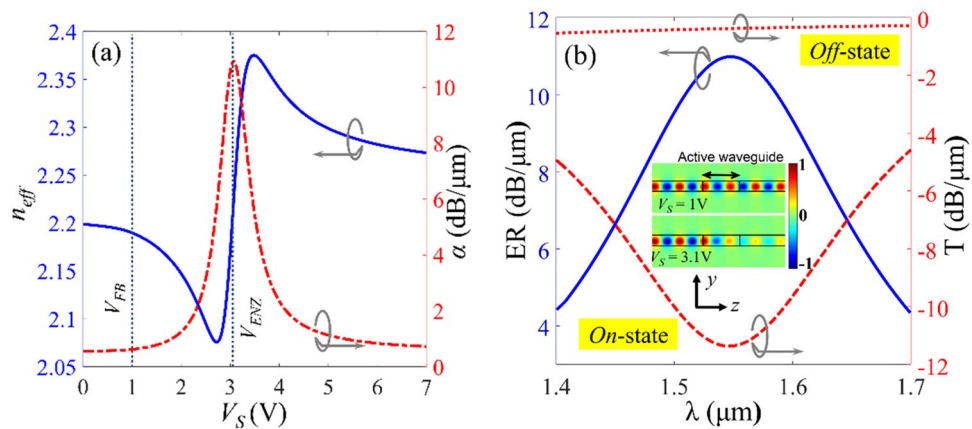 (a)
2.4
2.35
2.3
2.25
2.2
2.15
2.1
2.05
n_eff
0 1 2 3 4 5 6 7
V_S (V)
V_FB
V_ENZ
12
10
8
6
4
2
0
α (dB/μm)
(b)
12
10
8
6
4
ER (dB/μm)
1.4 1.5 1.6 1.7
λ (μm)
Off-state
On-state
Active waveguide
V_S = 1V
V_S = 3.1V
1
0
-1
y
z
0
-2
-4
-6
-8
-10
-11
-12
T (dB/μm)